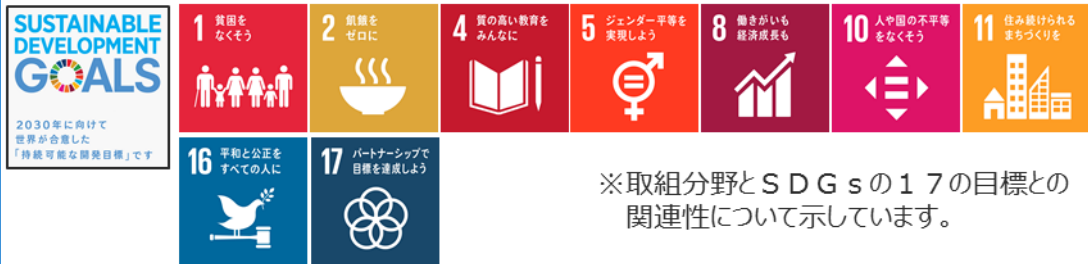 SUSTAINABLE
DEVELOPMENT
GOALS
2030年に向けて
世界が合意した
「持続可能な開発目標」です
1 貧困を
なくそう
2 飢餓を
ゼロに
4 質の高い教育を
みんなに
5 ジェンダー平等を
実現しよう
8 働きがいも
経済成長も
10 人や国の不平等
をなくそう
11 住み続けられる
まちづくりを
16 平和と公正を
すべての人に
17 パートナーシップで
目標を達成しよう
※取組分野とＳＤＧｓの１７の目標との
関連性について示しています。